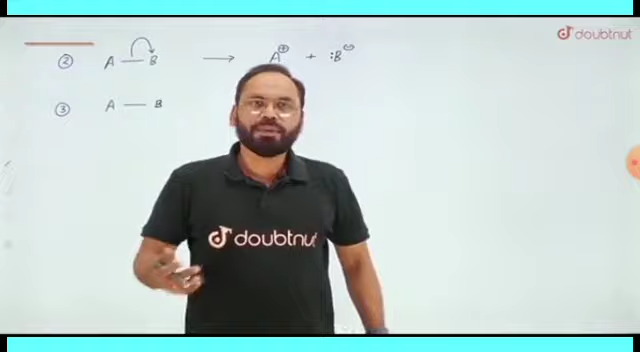 doubtnut
② A — B → A⊕ + :B⊖
③ A — B
doubtnut